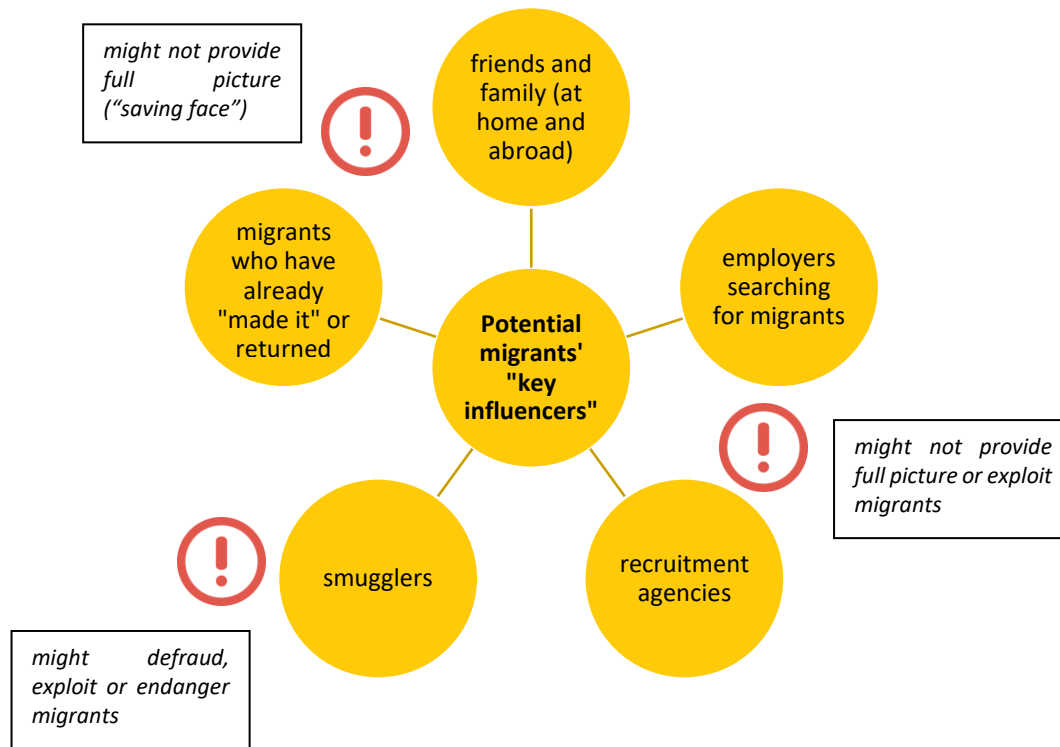 might not provide
full picture
(“saving face”)
friends and
family (at
home and
abroad)
migrants
who have
already
"made it" or
returned
employers
searching
for migrants
Potential
migrants'
"key
influencers"
might not provide
full picture or exploit
migrants
smugglers
recruitment
agencies
might defraud,
exploit or endanger
migrants